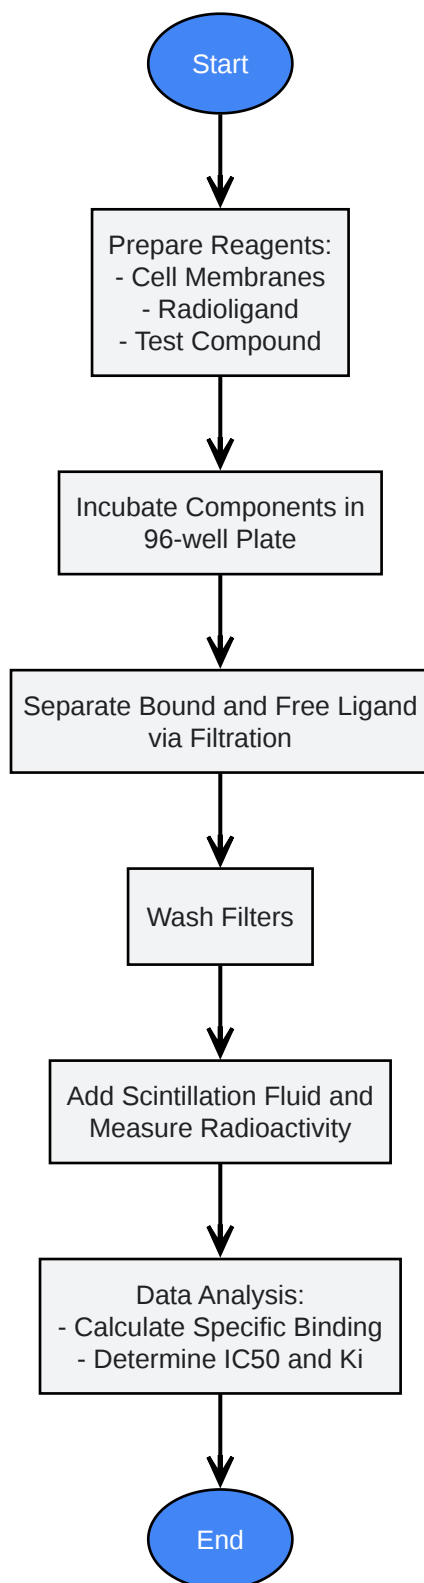 Start
Prepare Reagents:
- Cell Membranes
- Radioligand
- Test Compound
Incubate Components in
96-well Plate
Separate Bound and Free Ligand
via Filtration
Wash Filters
Add Scintillation Fluid and
Measure Radioactivity
Data Analysis:
- Calculate Specific Binding
- Determine IC50 and Ki
End